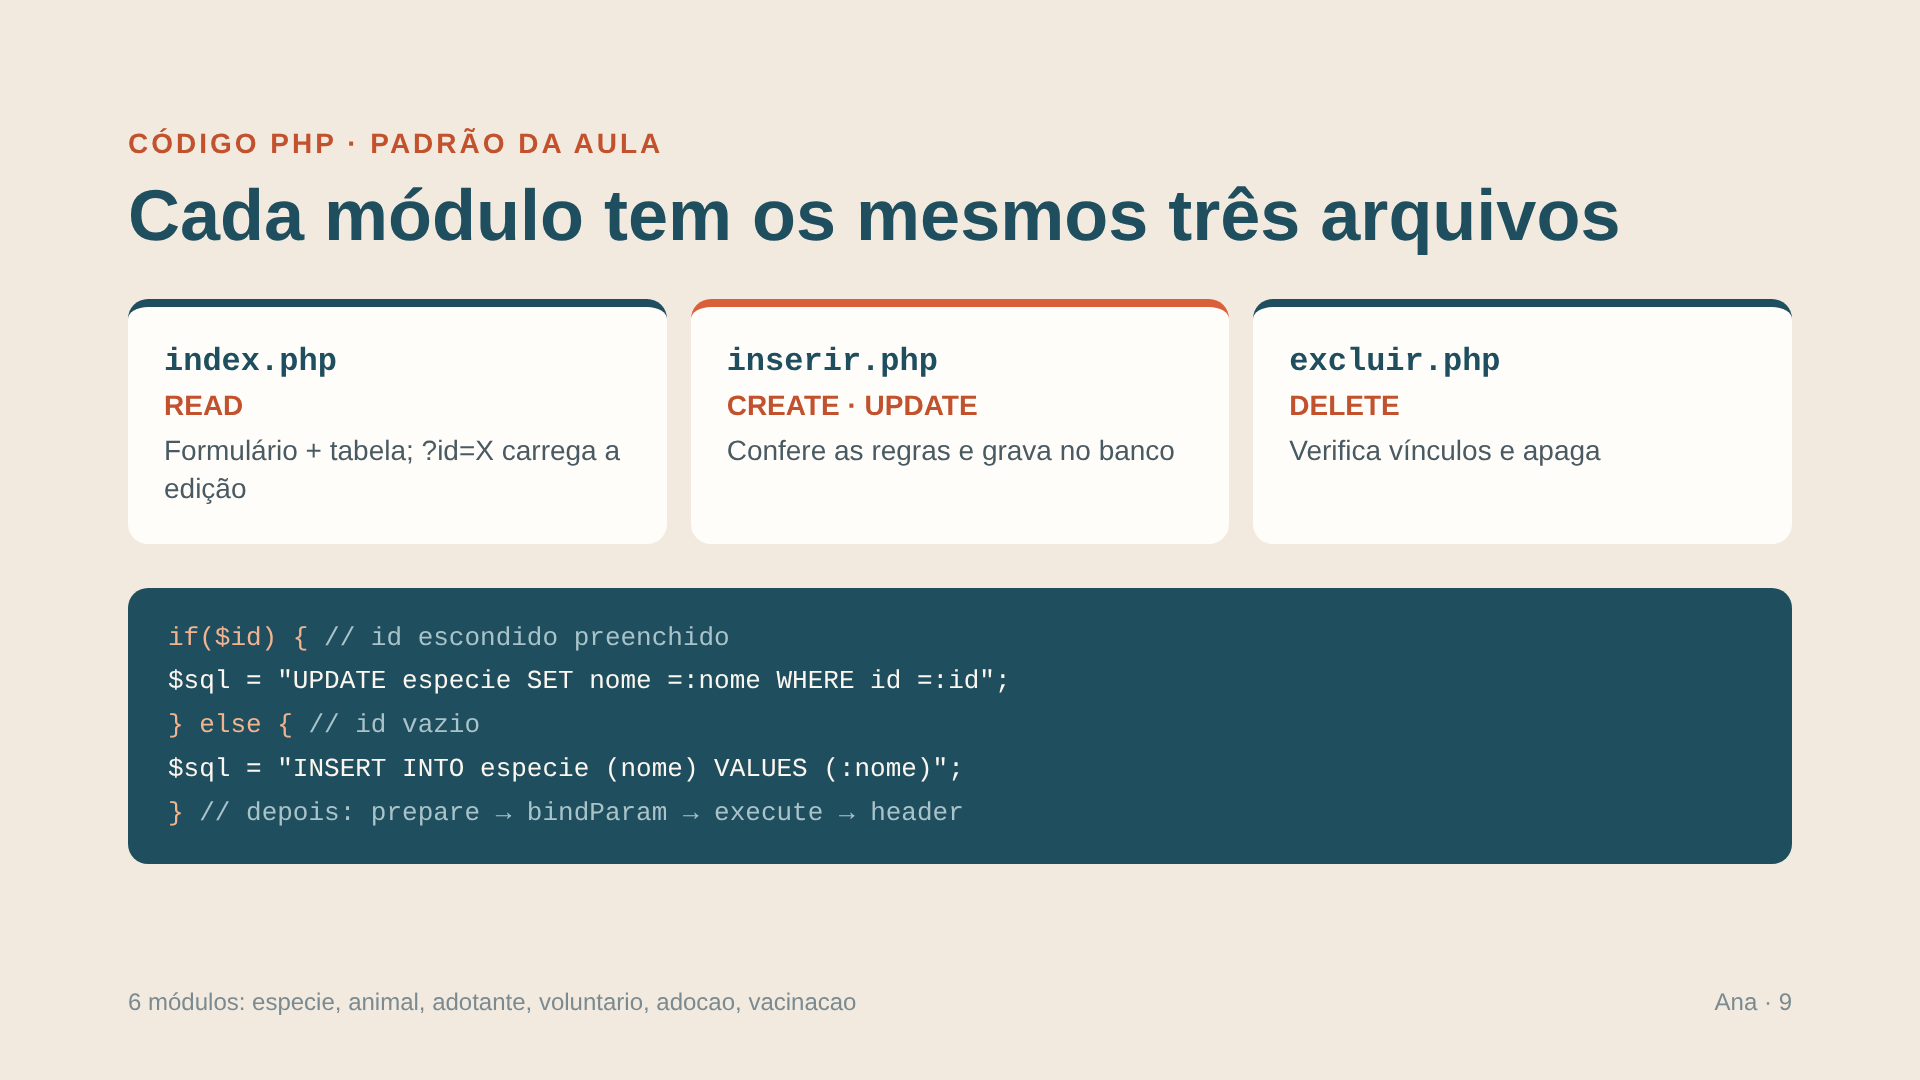 CÓDIGO PHP · PADRÃO DA AULA
Cada módulo tem os mesmos três arquivos
index.php
READ
Formulário + tabela; ?id=X carrega a
edição
inserir.php
CREATE · UPDATE
Confere as regras e grava no banco
excluir.php
DELETE
Verifica vínculos e apaga
if($id) { // id escondido preenchido
$sql = "UPDATE especie SET nome =:nome WHERE id =:id";
} else { // id vazio
$sql = "INSERT INTO especie (nome) VALUES (:nome)";
} // depois: prepare → bindParam → execute → header
6 módulos: especie, animal, adotante, voluntario, adocao, vacinacao
Ana · 9